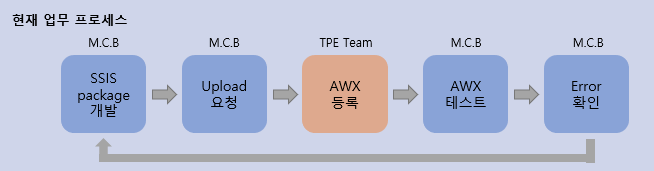 현재 업무 프로세스
M.C.B
M.C.B
TPE Team
M.C.B
M.C.B
SSIS
package
개발
Upload
요청
AWX
등록
AWX
테스트
Error
확인